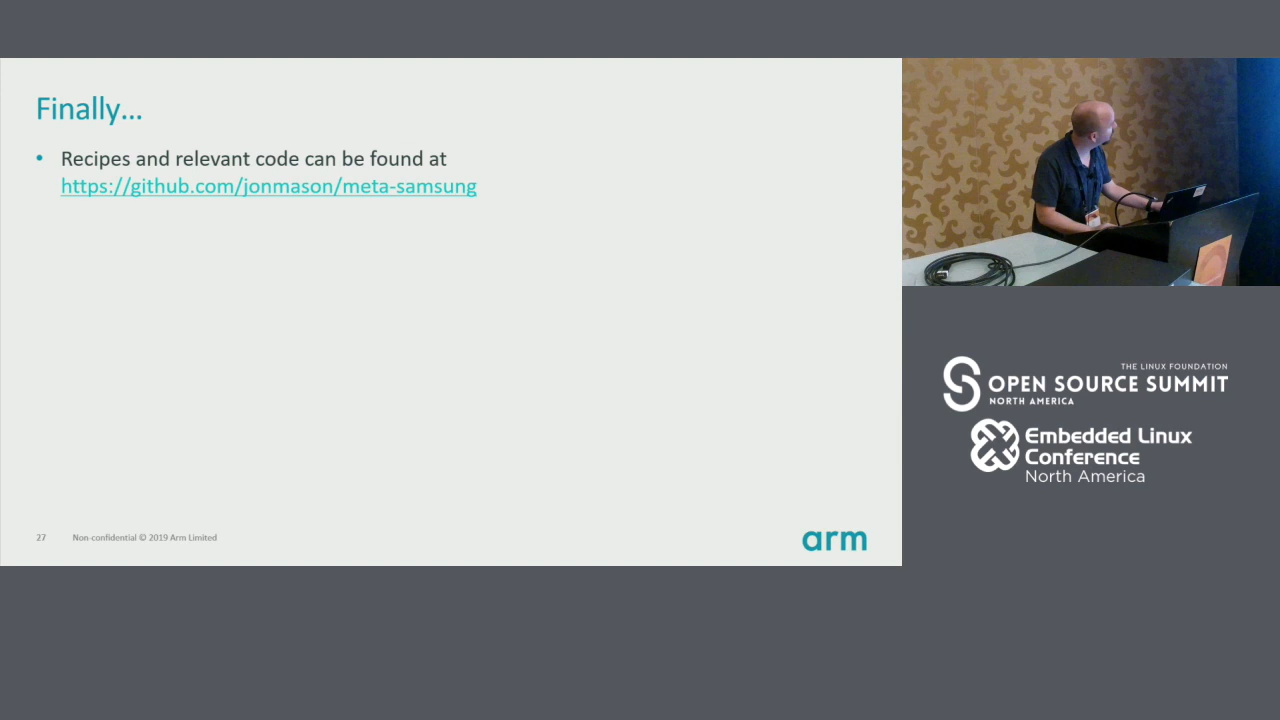 Finally...
• Recipes and relevant code can be found at
https://github.com/jonmason/meta-samsung
27 Non-confidential © 2019 Arm Limited
arm
THE LINUX FOUNDATION
OPEN SOURCE SUMMIT
NORTH AMERICA
Embedded Linux
Conference
North America